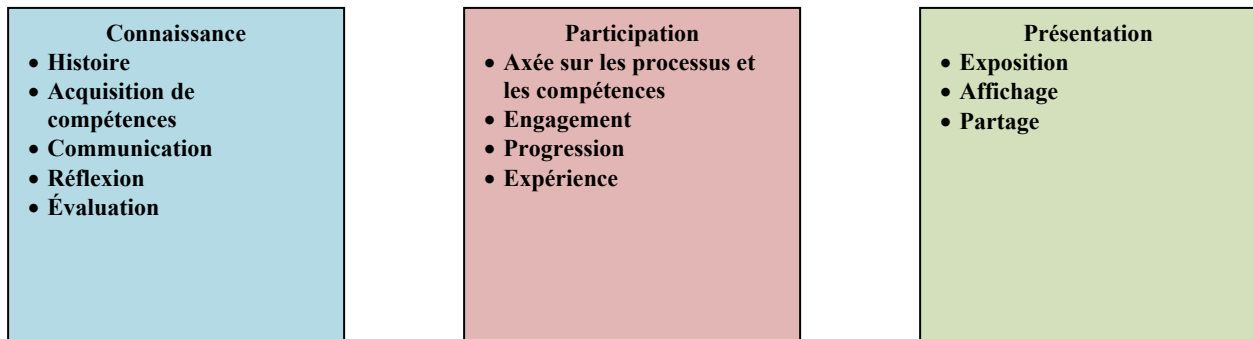 Connaissance
• Histoire
• Acquisition de
compétences
• Communication
• Réflexion
• Évaluation
Participation
• Axée sur les processus et
les compétences
• Engagement
• Progression
• Expérience
Présentation
• Exposition
• Affichage
• Partage